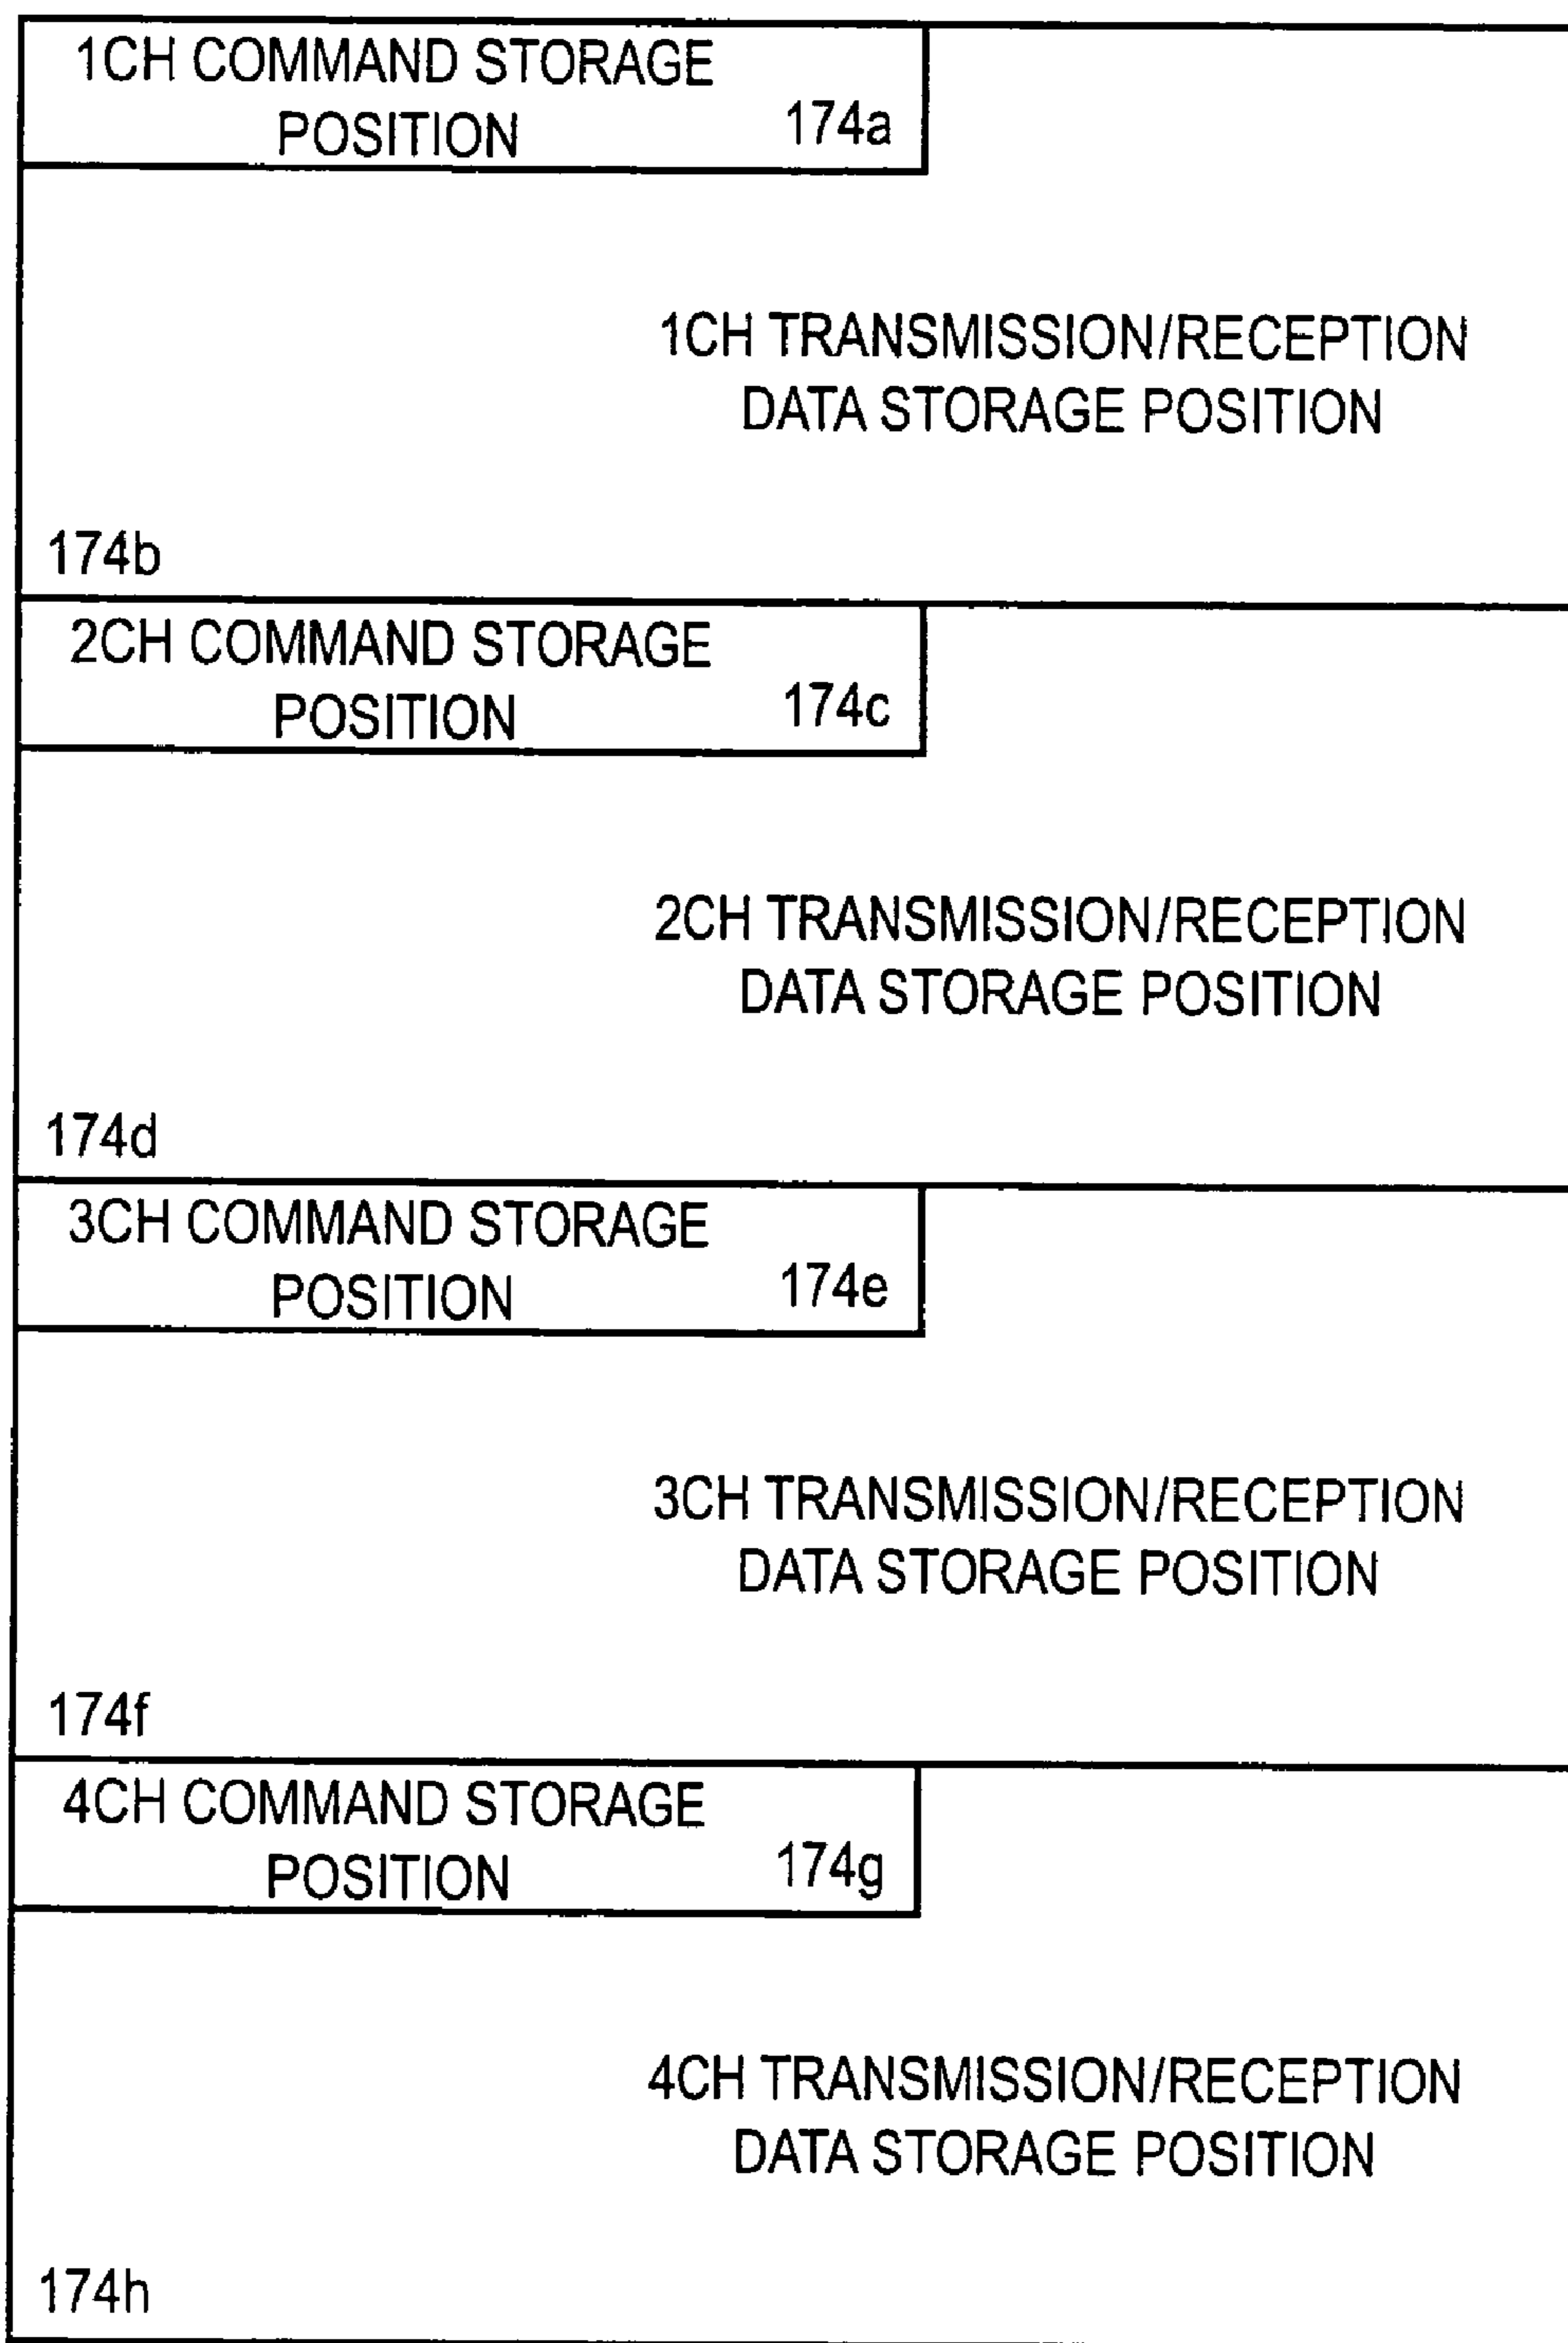 1CH COMMAND STORAGE
POSITION 174a
1CH TRANSMISSION/RECEPTION
DATA STORAGE POSITION
174b
2CH COMMAND STORAGE
POSITION 174c
2CH TRANSMISSION/RECEPTION
DATA STORAGE POSITION
174d
3CH COMMAND STORAGE
POSITION 174e
3CH TRANSMISSION/RECEPTION
DATA STORAGE POSITION
174f
4CH COMMAND STORAGE
POSITION 174g
4CH TRANSMISSION/RECEPTION
DATA STORAGE POSITION
174h